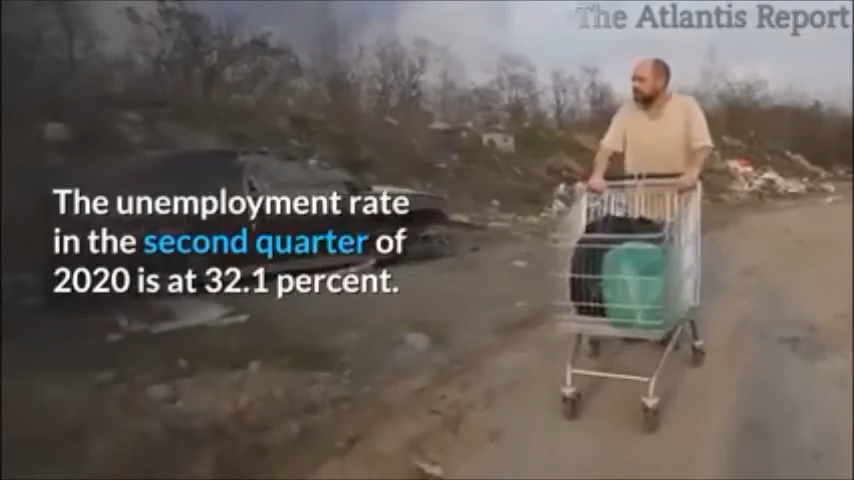 The Atlantis Report
The unemployment rate
in the second quarter of
2020 is at 32.1 percent.